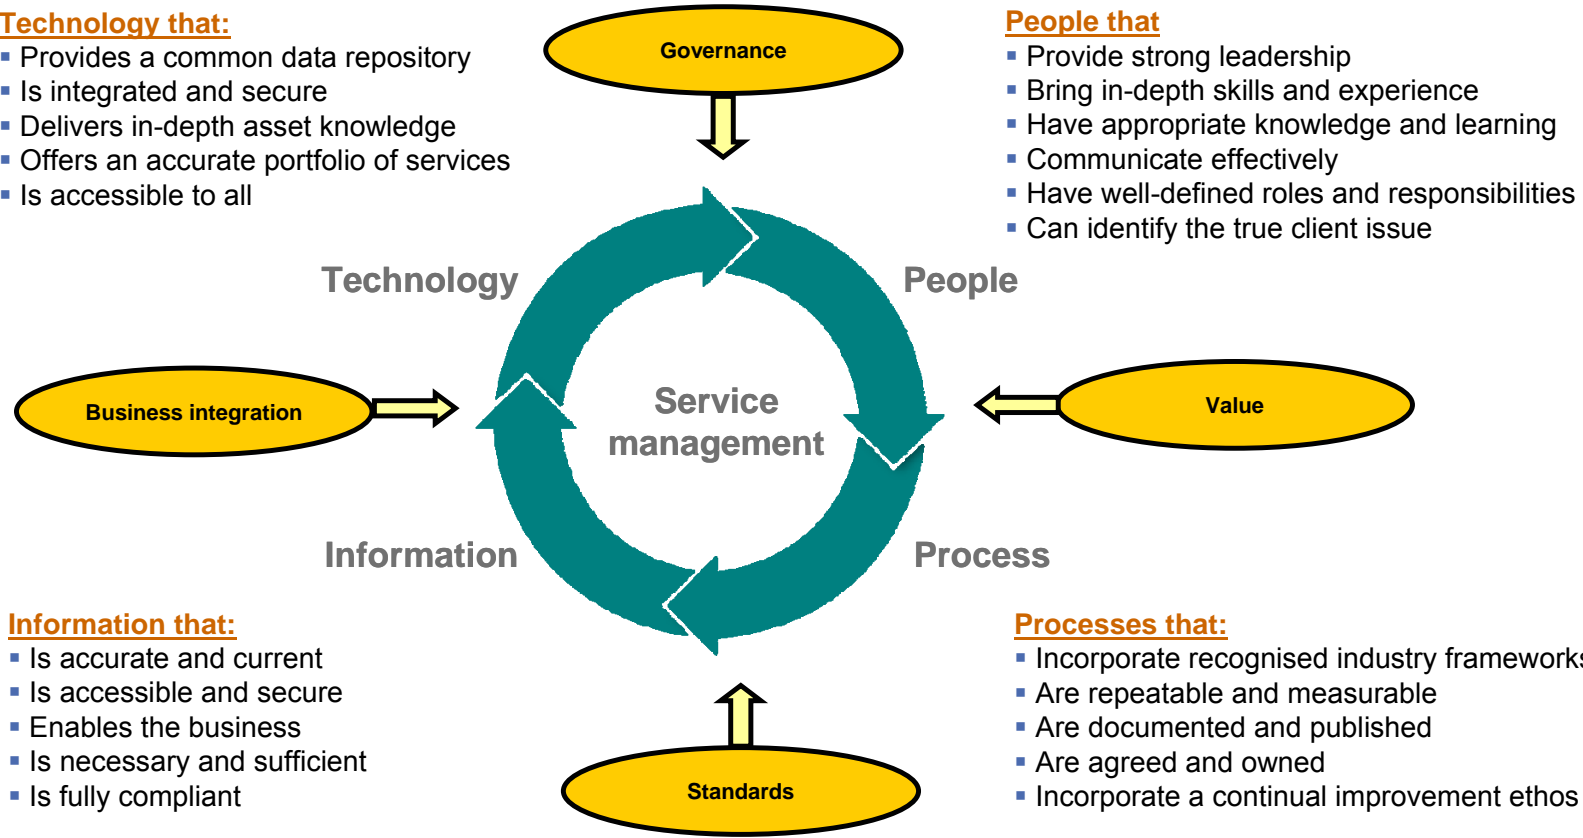 Technology that:
▪ Provides a common data repository
▪ Is integrated and secure
▪ Delivers in-depth asset knowledge
▪ Offers an accurate portfolio of services
▪ Is accessible to all
Governance
People that
▪ Provide strong leadership
▪ Bring in-depth skills and experience
▪ Have appropriate knowledge and learning
▪ Communicate effectively
▪ Have well-defined roles and responsibilities
▪ Can identify the true client issue
Technology
People
Business integration
Service
management
Value
Information
Process
Information that:
▪ Is accurate and current
▪ Is accessible and secure
▪ Enables the business
▪ Is necessary and sufficient
▪ Is fully compliant
Standards
Processes that:
▪ Incorporate recognised industry frameworks
▪ Are repeatable and measurable
▪ Are documented and published
▪ Are agreed and owned
▪ Incorporate a continual improvement ethos